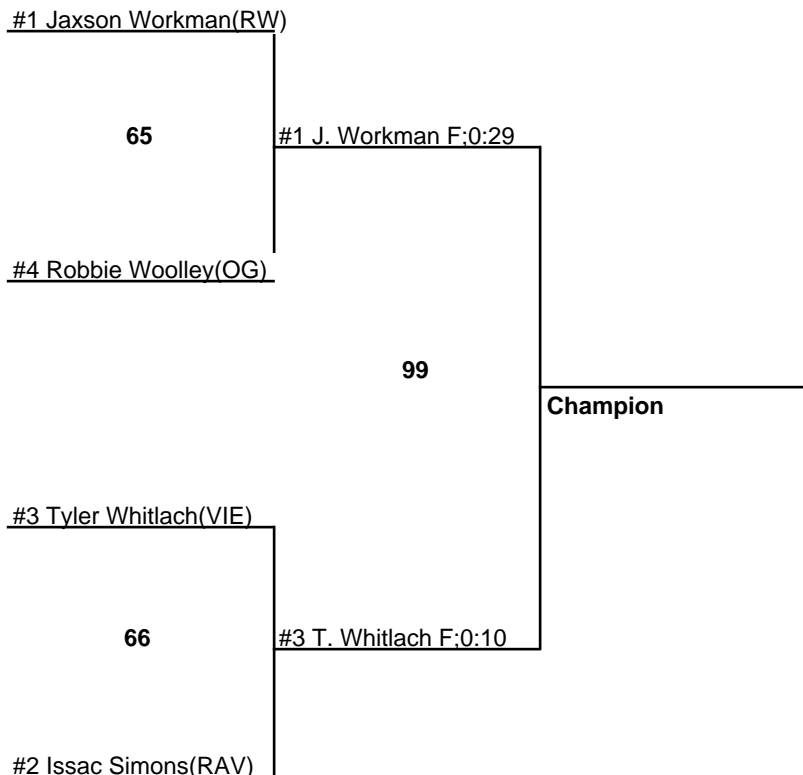 #1 Jaxson Workman(RW)
65
#1 J. Workman F;0:29
#4 Robbie Woolley(OG)
99
Champion
#3 Tyler Whitlach(VIE)
66
#3 T. Whitlach F;0:10
#2 Issac Simons(RAV)